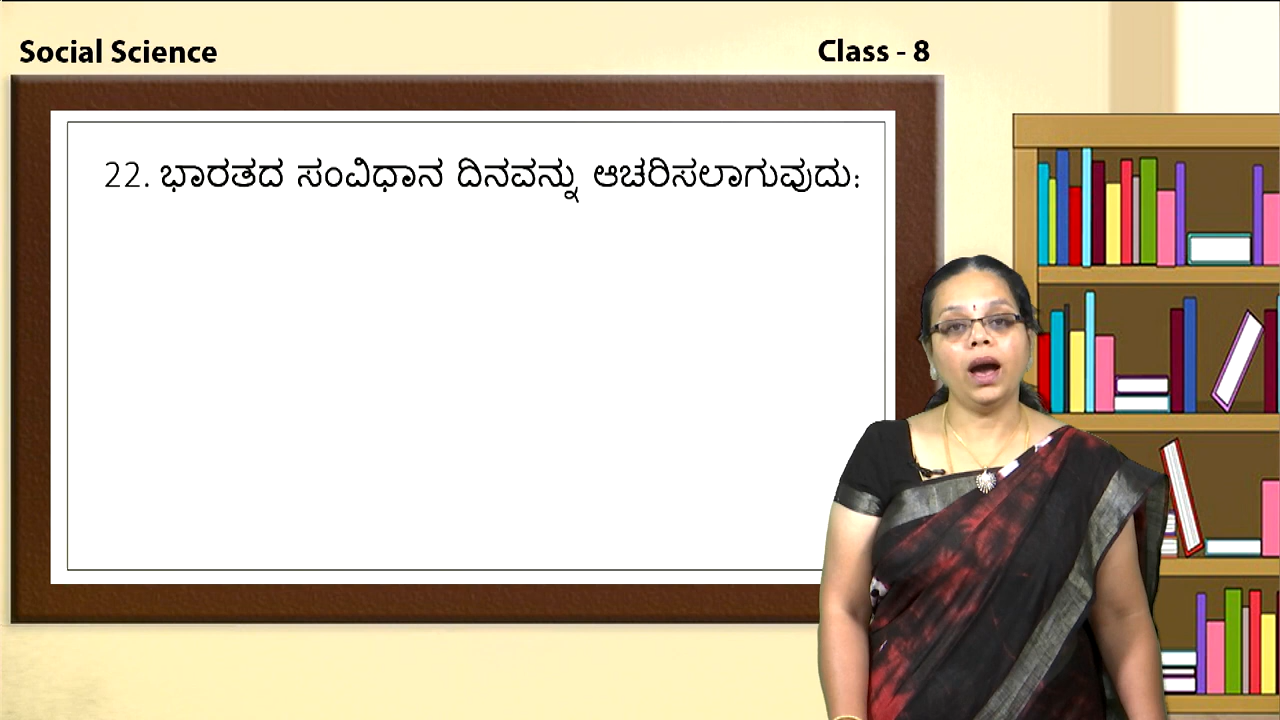 Social Science
Class - 8
22. ಭಾರತದ ಸಂವಿಧಾನ ದಿನವನ್ನು ಆಚರಿಸಲಾಗುವುದು: